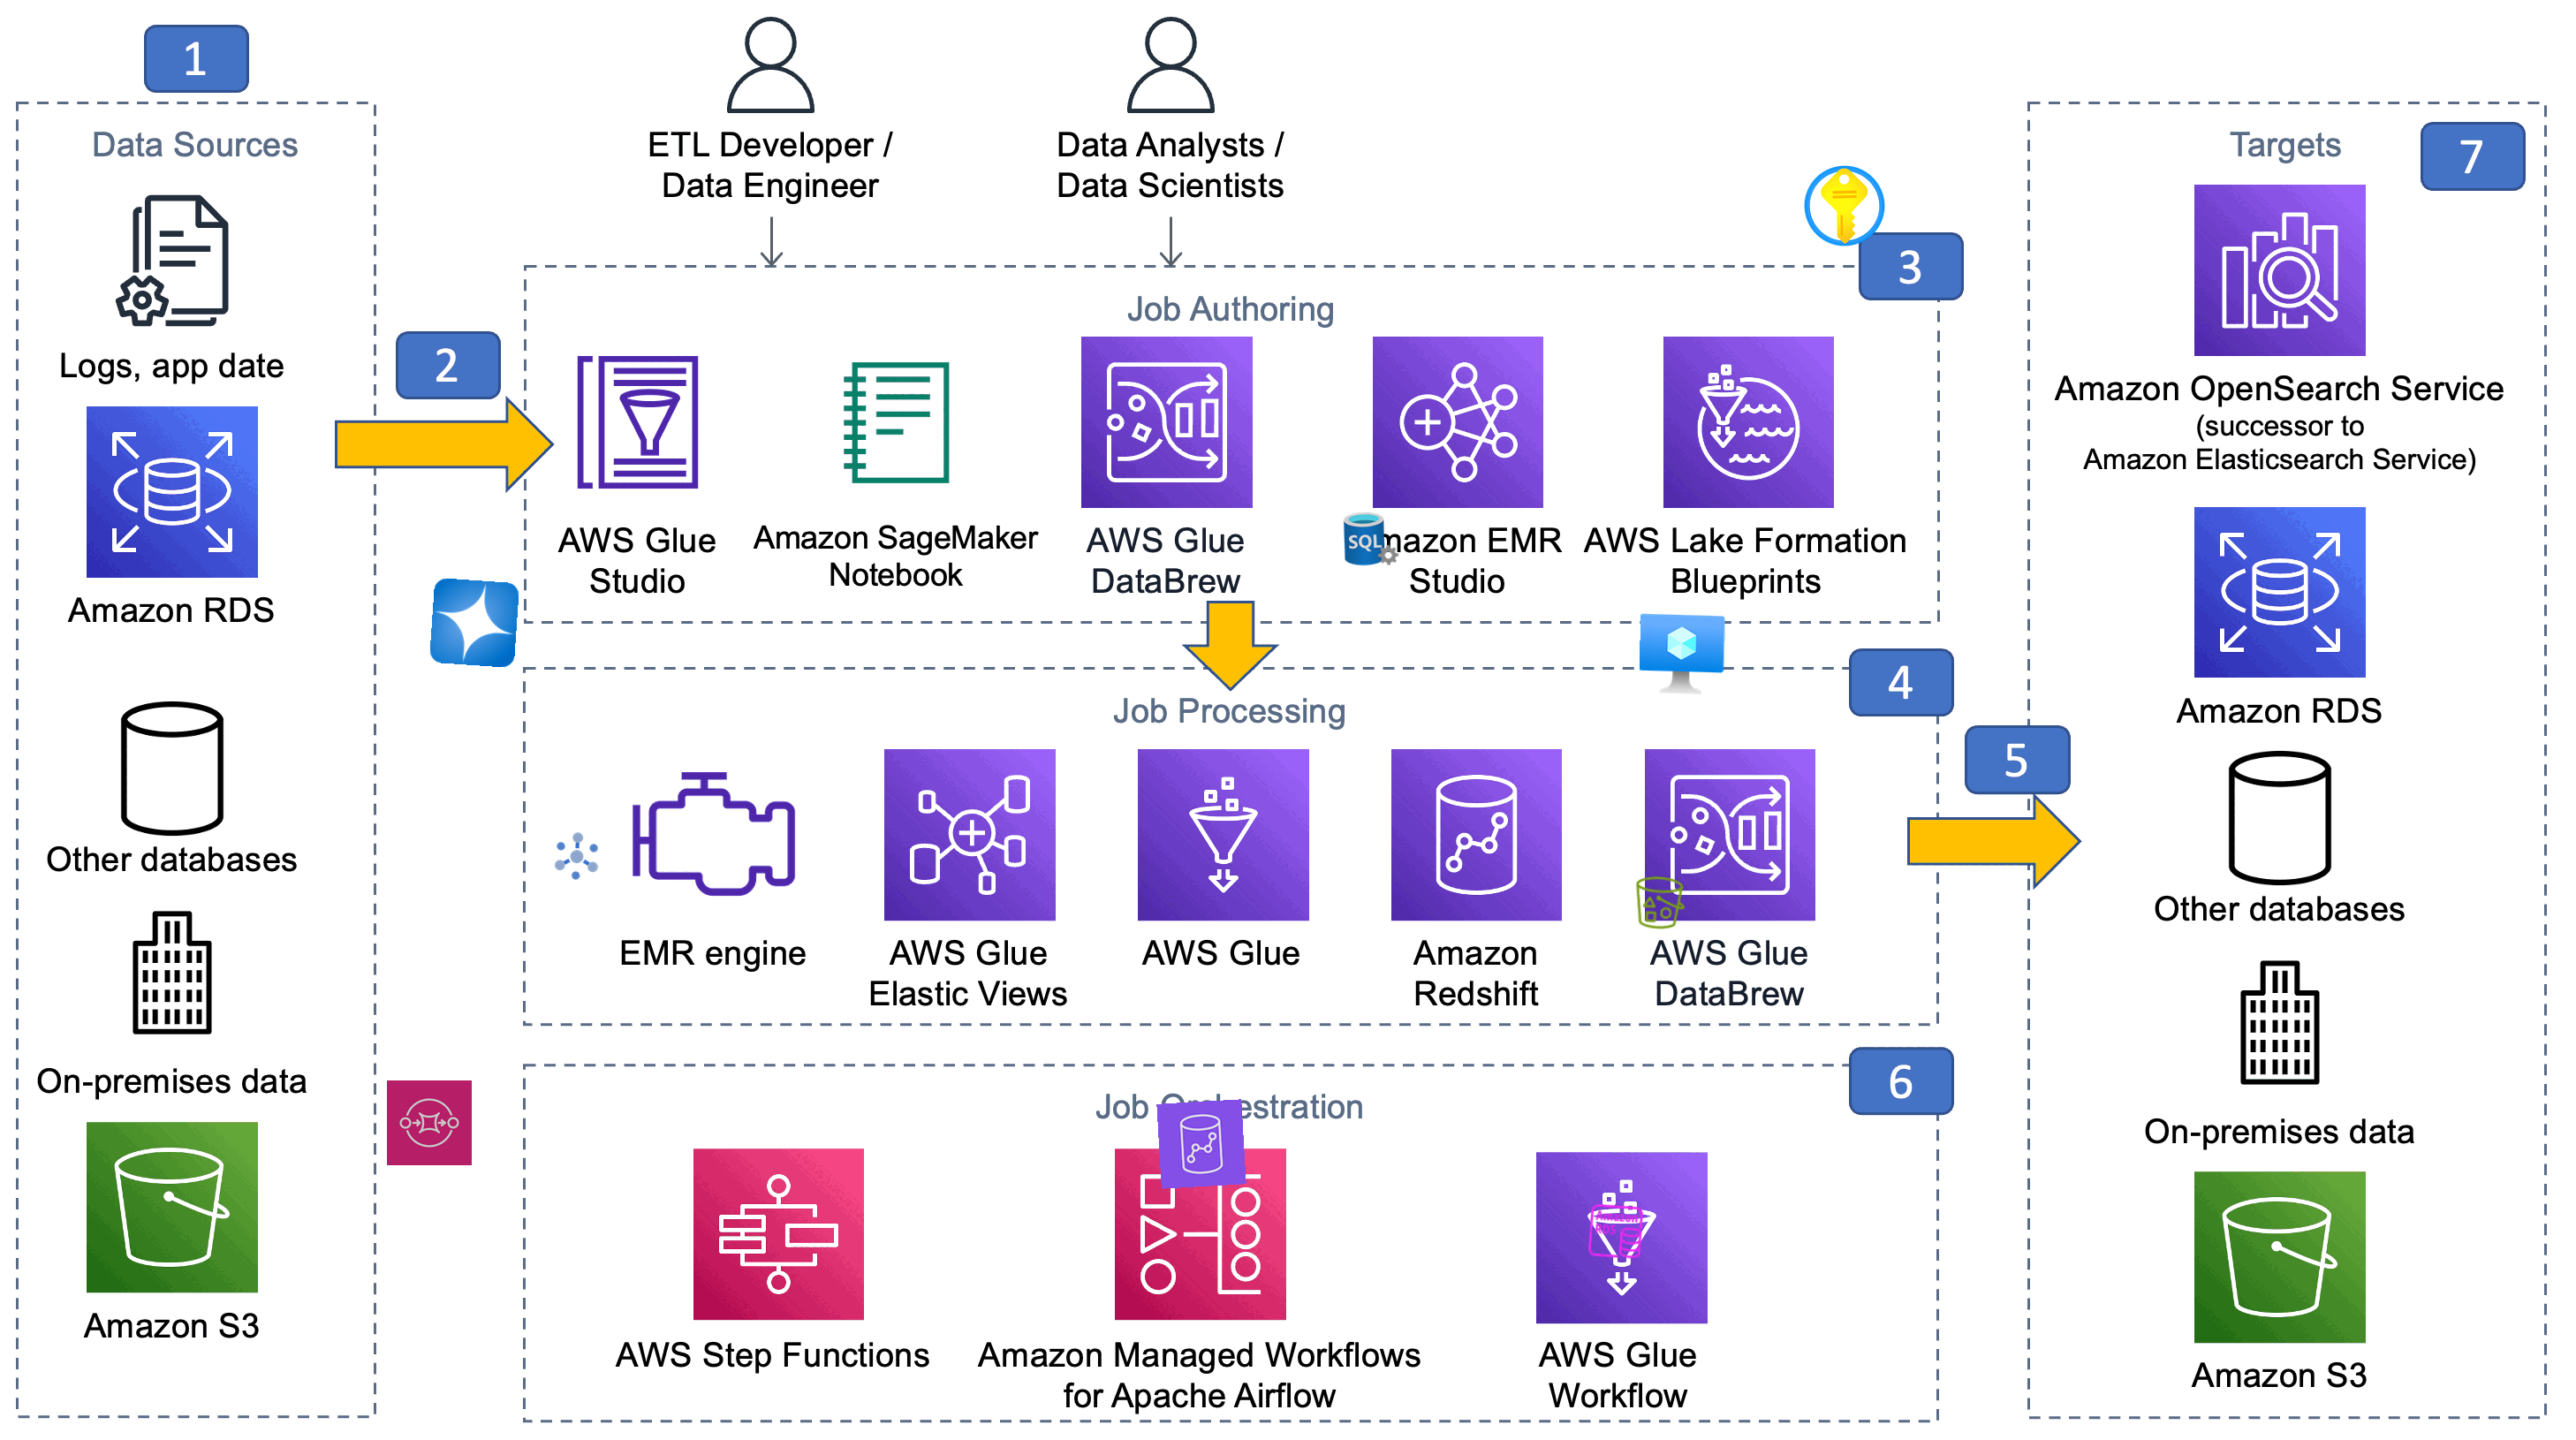 1
Data Sources
Logs, app date
Amazon RDS
Other databases
On-premises data
Amazon S3
2
ETL Developer /
Data Engineer
Data Analysts /
Data Scientists
3
Job Authoring
AWS Glue
Studio
Amazon SageMaker
Notebook
AWS Glue
DataBrew
SQL
mazon EMR
Studio
AWS Lake Formation
Blueprints
4
Job Processing
EMR engine
AWS Glue
Elastic Views
AWS Glue
Amazon
Redshift
AWS Glue
DataBrew
5
6
Job estration
AWS Step Functions
Amazon Managed Workflows
for Apache Airflow
Amazon
RDS
AWS Glue
Workflow
7
Targets
Amazon OpenSearch Service
(successor to
Amazon Elasticsearch Service)
Amazon RDS
Other databases
On-premises data
Amazon S3